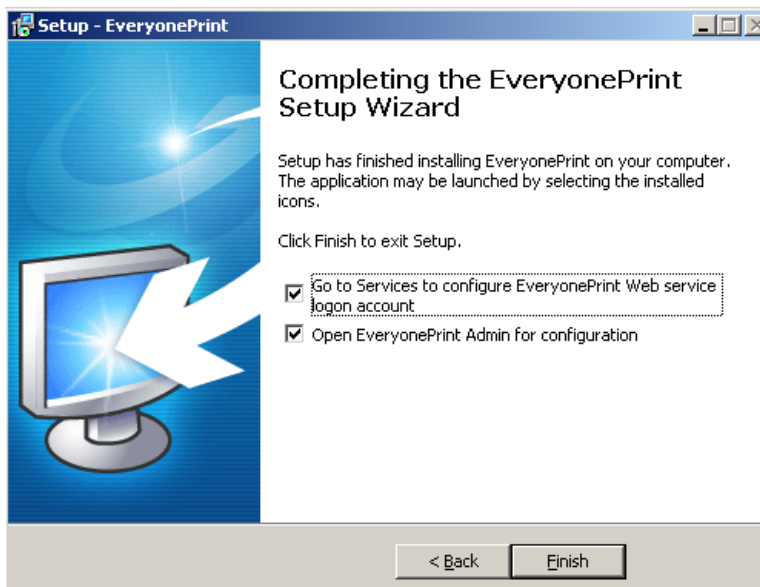 Setup - EveryonePrint
Completing the EveryonePrint
Setup Wizard
Setup has finished installing EveryonePrint on your computer.
The application may be launched by selecting the installed
icons.
Click Finish to exit Setup.
Go to Services to configure EveryonePrint Web service
logon account
Open EveryonePrint Admin for configuration
< Back
Finish